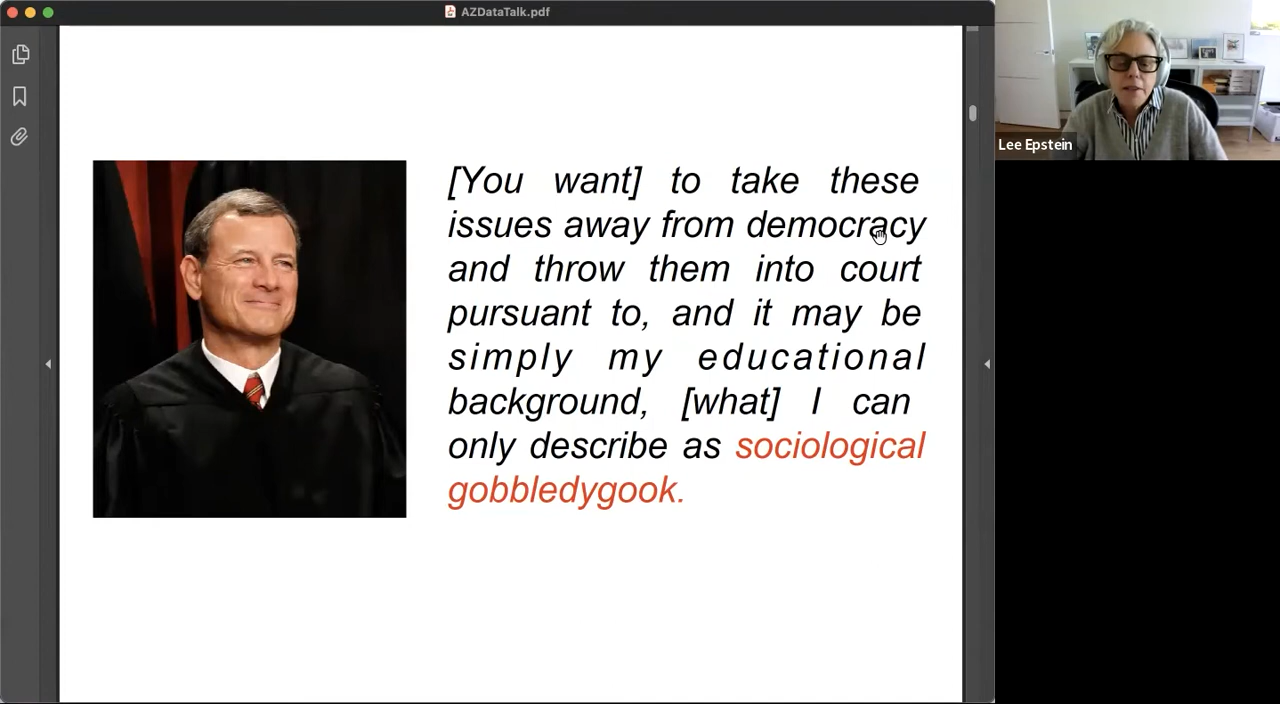 AZDataTalk.pdf
[You want] to take these
issues away from democracy
and throw them into court
pursuant to, and it may be
simply my educational
background, [what] I can
only describe as sociological
gobbledygook.
Lee Epstein